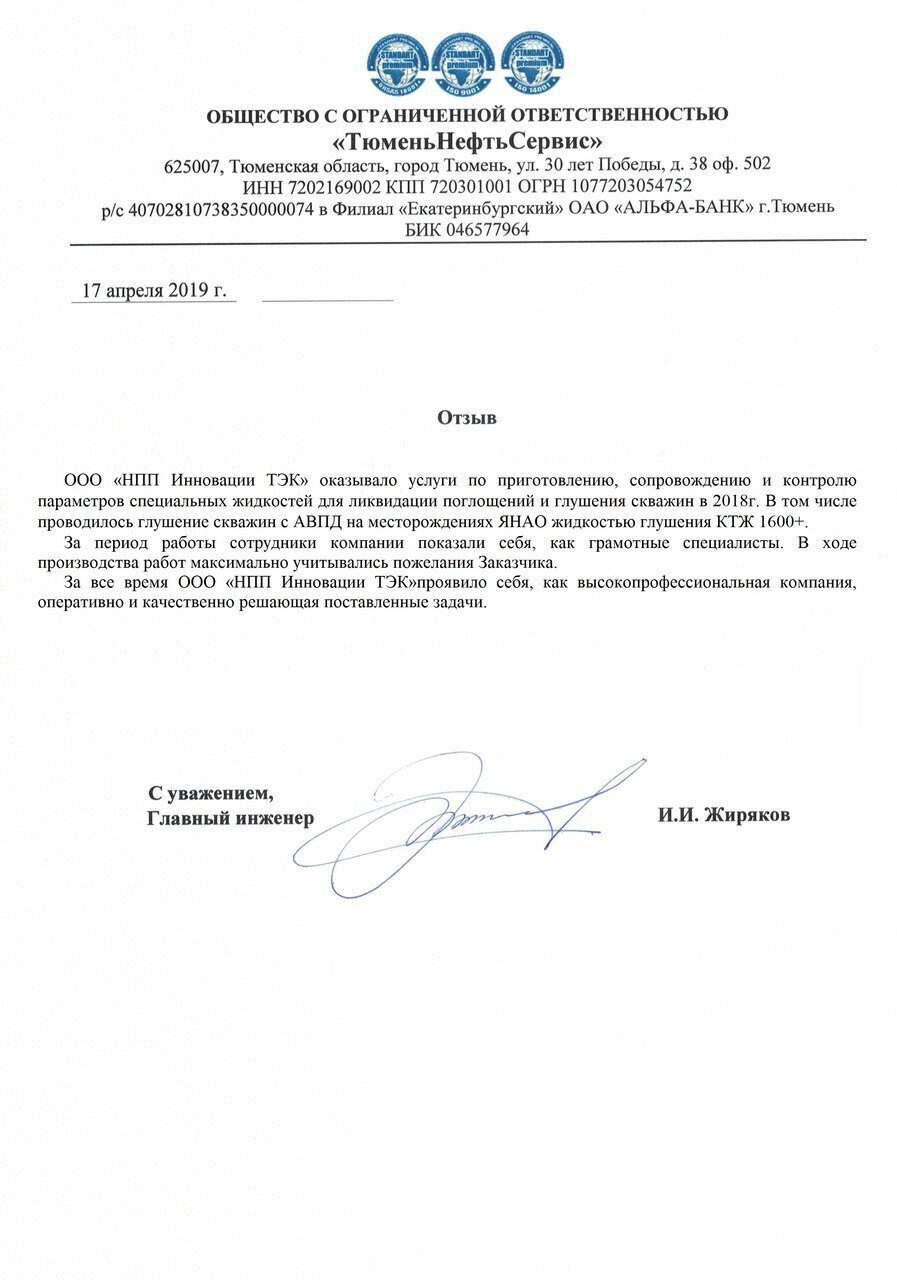 STANDART
premium
OHSAS 18001
STANDART
premium
ISO 9001
STANDART
premium
ISO 14001
ОБЩЕСТВО С ОГРАНИЧЕННОЙ ОТВЕТСТВЕННОСТЬЮ
«ТюменьНефтьСервис»
625007, Тюменская область, город Тюмень, ул. 30 лет Победы, д. 38 оф. 502
ИНН 7202169002 КПП 720301001 ОГРН 1077203054752
р/с 40702810738350000074 в Филиал «Екатеринбургский» ОАО «АЛЬФА-БАНК» г.Тюмень
БИК 046577964
17 апреля 2019 г.
Отзыв
ООО «НПП Инновации ТЭК» оказывало услуги по приготовлению, сопровождению и контролю
параметров специальных жидкостей для ликвидации поглощений и глушения скважин в 2018г. В том числе
проводилось глушение скважин с АВПД на месторождениях ЯНАО жидкостью глушения КТЖ 1600+.
За период работы сотрудники компании показали себя, как грамотные специалисты. В ходе
производства работ максимально учитывались пожелания Заказчика.
За все время ООО «НПП Инновации ТЭК»проявило себя, как высокопрофессиональная компания,
оперативно и качественно решающая поставленные задачи.
С уважением,
Главный инженер
И.И. Жиряков